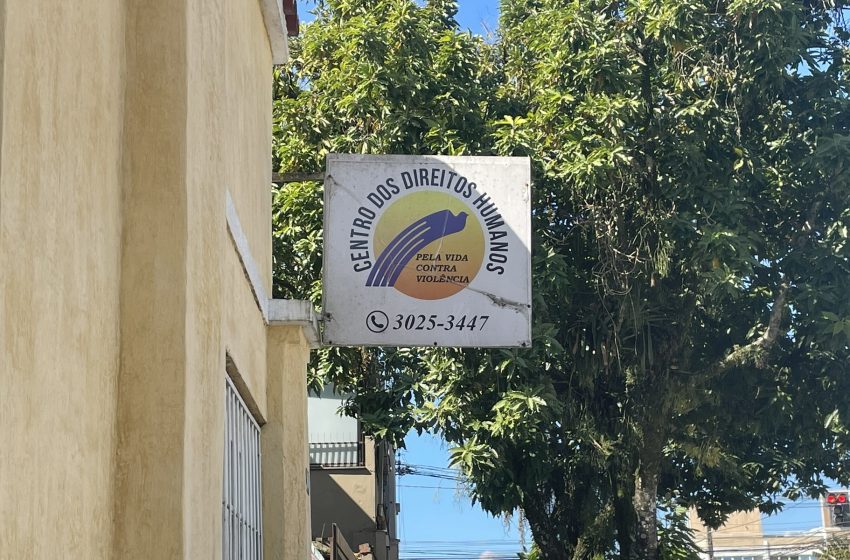 CENTRO DOS DIREITOS HUMANOS
PELA VIDA
CONTRA
VIOLÊNCIA
3025-3447